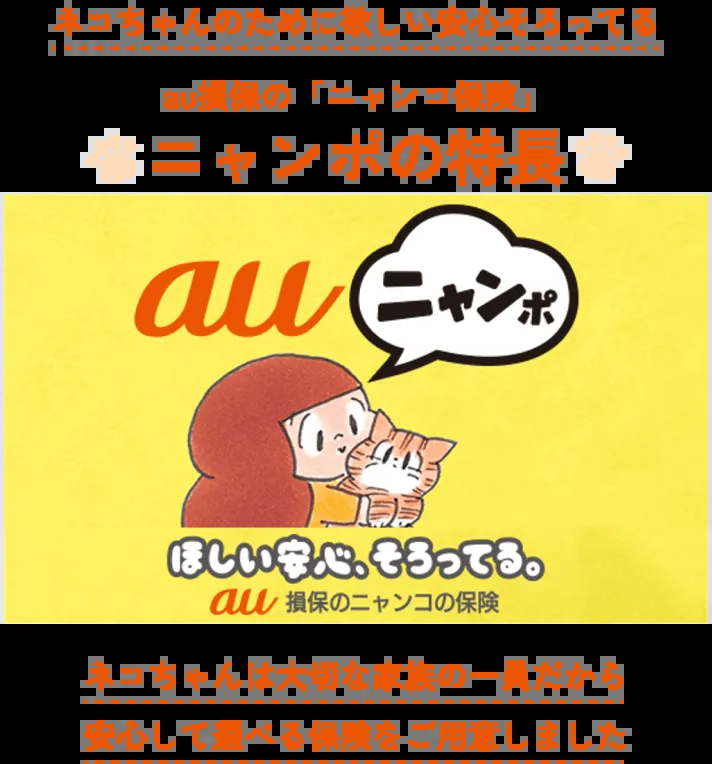 ネコちゃんのために欲しい安心そろってる
au損保の「ニャンコ保険」
ニャンポの特長
au ニャンポ
ほしい安心、そろってる。
au 損保のニャンコの保険
ネコちゃんは大切な家族の一員だから
安心して選べる保険をご用意しました